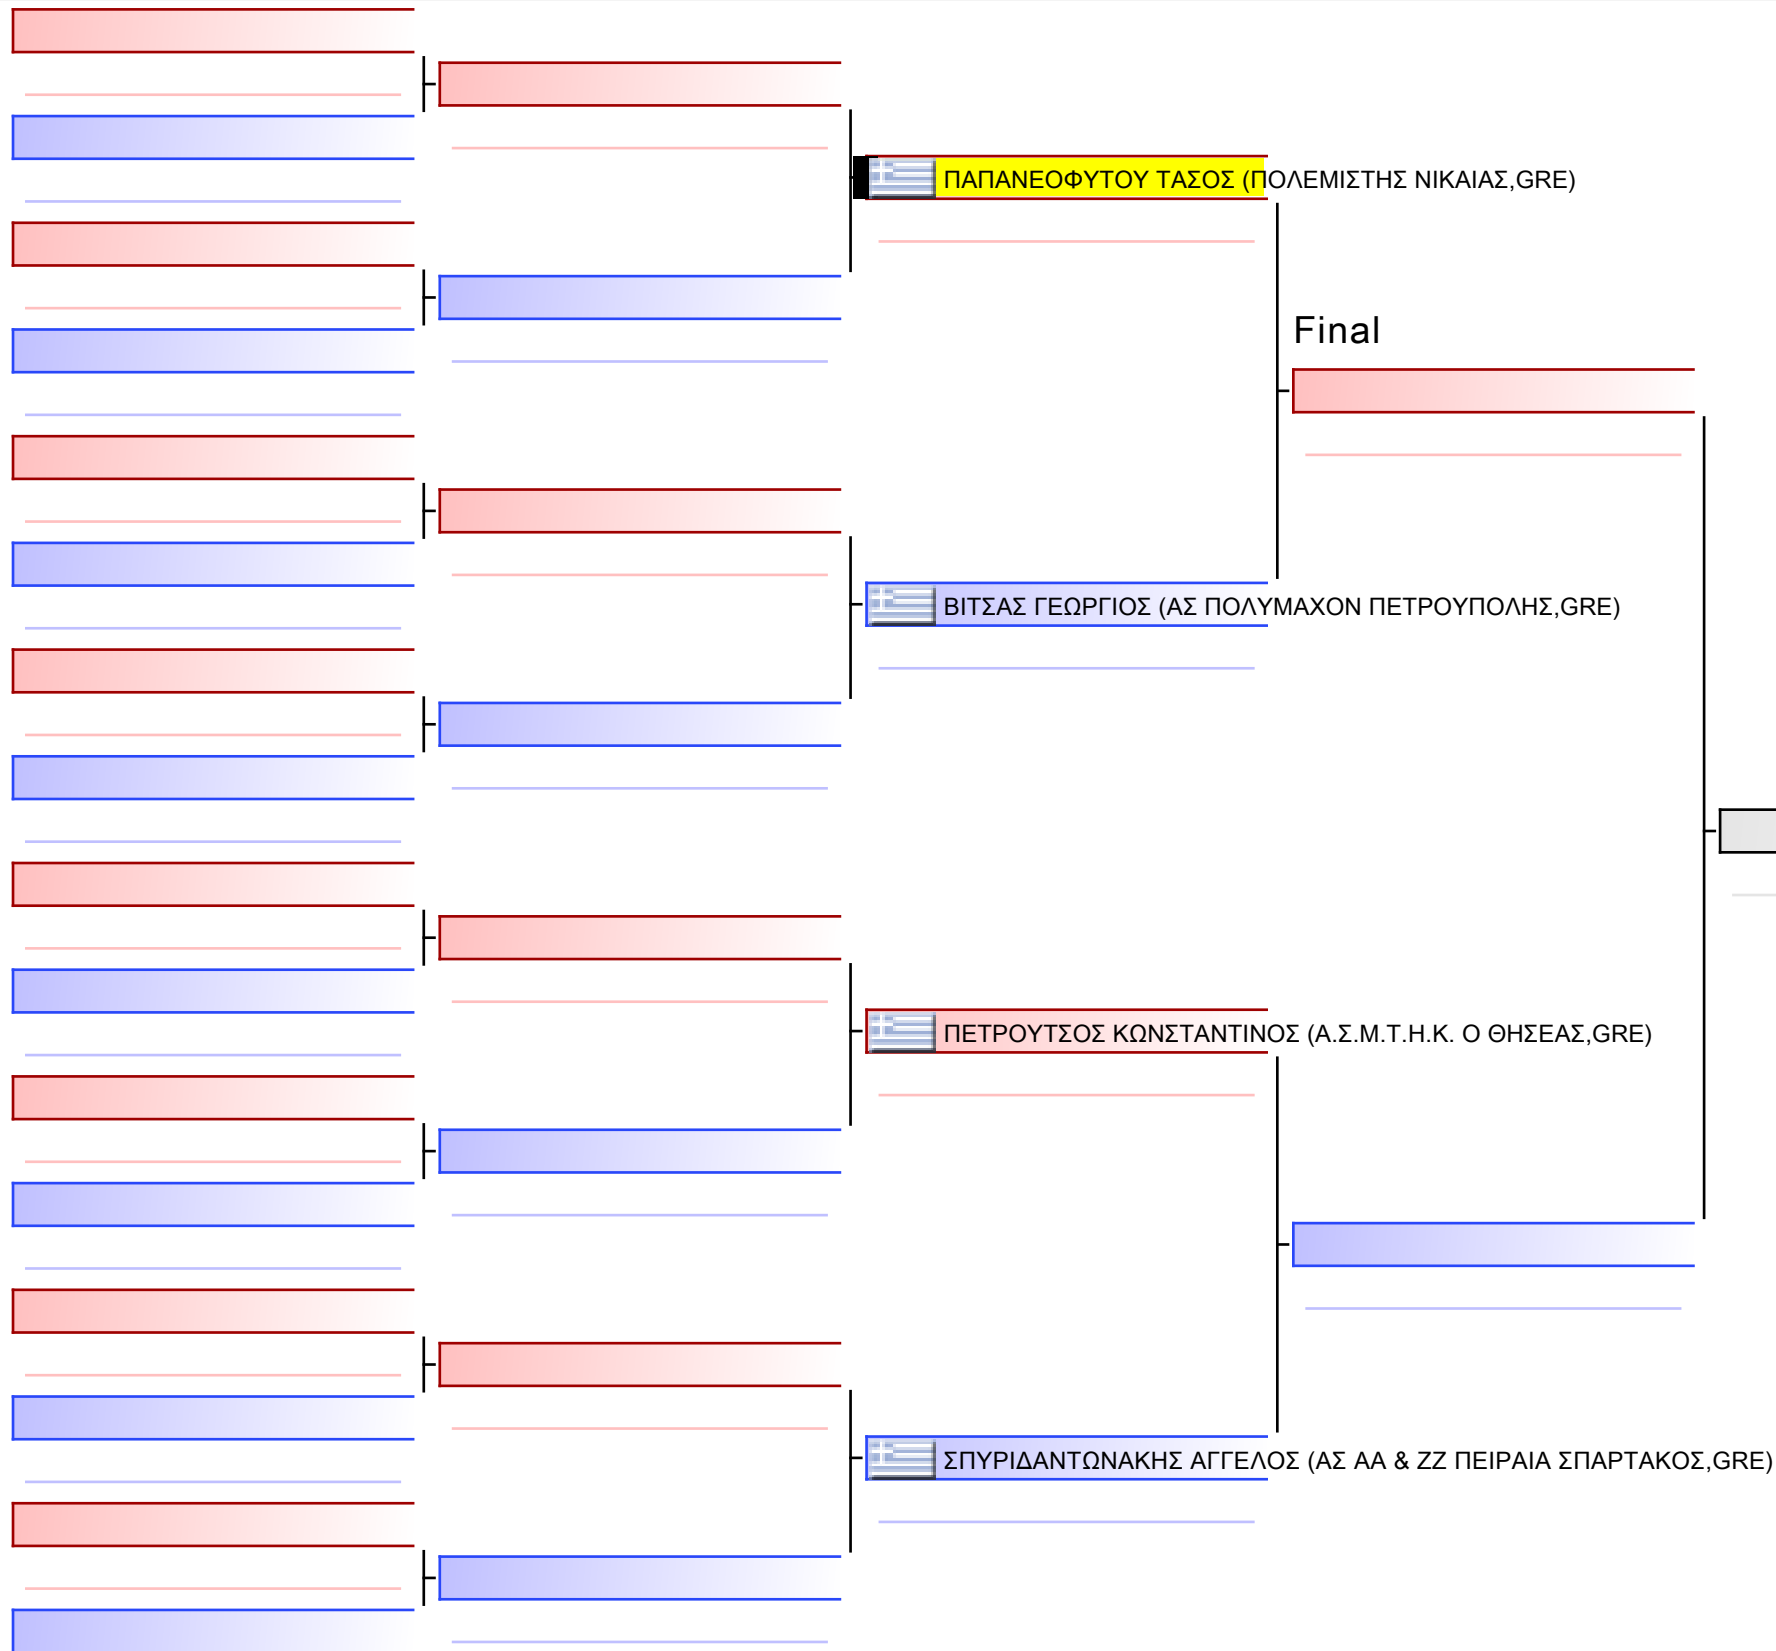 ΠΑΠΑΝΕΟΦΥΤΟΥ ΤΑΣΟΣ (ΠΟΛΕΜΙΣΤΗΣ ΝΙΚΑΙΑΣ,GRE)
Final
ΒΙΤΣΑΣ ΓΕΩΡΓΙΟΣ (ΑΣ ΠΟΛΥΜΑΧΟΝ ΠΕΤΡΟΥΠΟΛΗΣ,GRE)
ΠΕΤΡΟΥΤΣΟΣ ΚΩΝΣΤΑΝΤΙΝΟΣ (Α.Σ.Μ.Τ.Η.Κ. Ο ΘΗΣΕΑΣ,GRE)
ΣΠΥΡΙΔΑΝΤΩΝΑΚΗΣ ΑΓΓΕΛΟΣ (ΑΣ ΑΑ & ΖΖ ΠΕΙΡΑΙΑ ΣΠΑΡΤΑΚΟΣ,GRE)